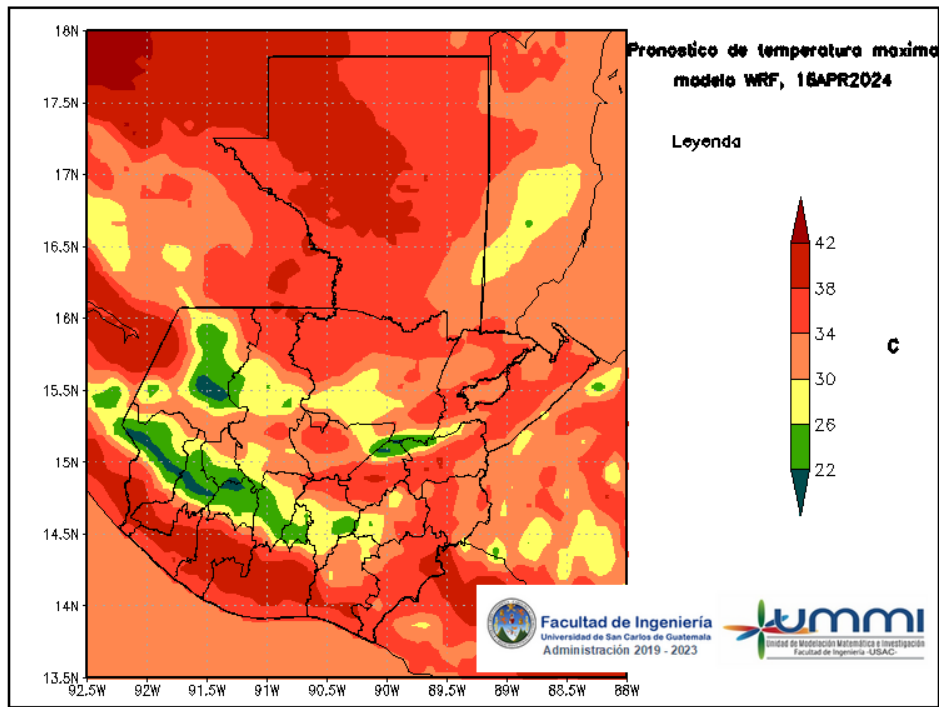 Pronostico de temperatura maxima
modelo WRF, 16APR2024
Leyenda
42
38
34
30
26
22
C
18N
17.5N
17N
16.5N
16N
15.5N
15N
14.5N
14N
13.5N
92.5W
92W
91.5W
91W
90.5W
90W
89.5W
89W
88.5W
88W
Facultad de Ingeniería
Universidad de San Carlos de Guatemala
Administración 2019 - 2023
UMMI
Unidad de Modelación Matemática e Investigación
Facultad de Ingeniería -USAC-